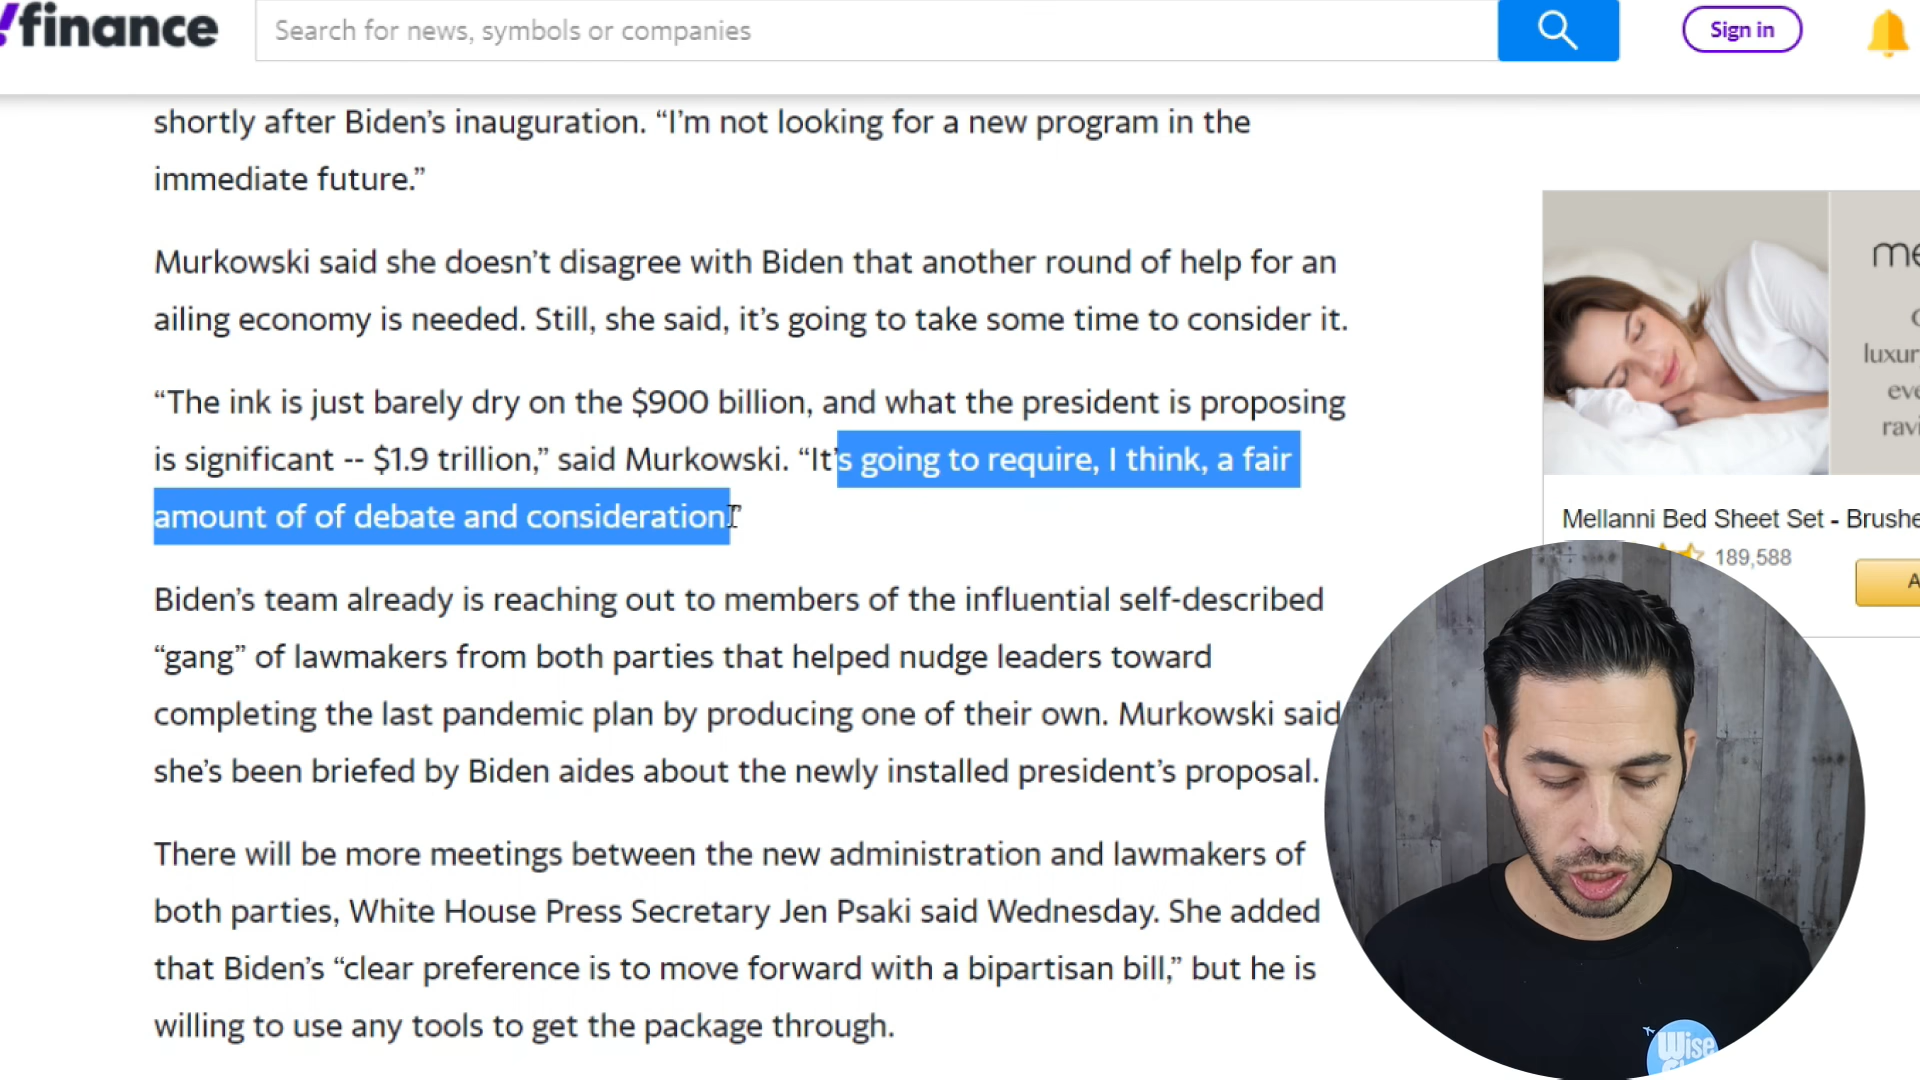 finance
Search for news, symbols or companies
Sign in
shortly after Biden’s inauguration. “I’m not looking for a new program in the
immediate future.”
Murkowski said she doesn’t disagree with Biden that another round of help for an
ailing economy is needed. Still, she said, it’s going to take some time to consider it.
“The ink is just barely dry on the $900 billion, and what the president is proposing
is significant -- $1.9 trillion,” said Murkowski. “It’s going to require, I think, a fair
amount of of debate and consideration.”
Biden’s team already is reaching out to members of the influential self-described
“gang” of lawmakers from both parties that helped nudge leaders toward
completing the last pandemic plan by producing one of their own. Murkowski said
she’s been briefed by Biden aides about the newly installed president’s proposal.
There will be more meetings between the new administration and lawmakers of
both parties, White House Press Secretary Jen Psaki said Wednesday. She added
that Biden’s “clear preference is to move forward with a bipartisan bill,” but he is
willing to use any tools to get the package through.
Mellanni Bed Sheet Set -
189,588
Wise